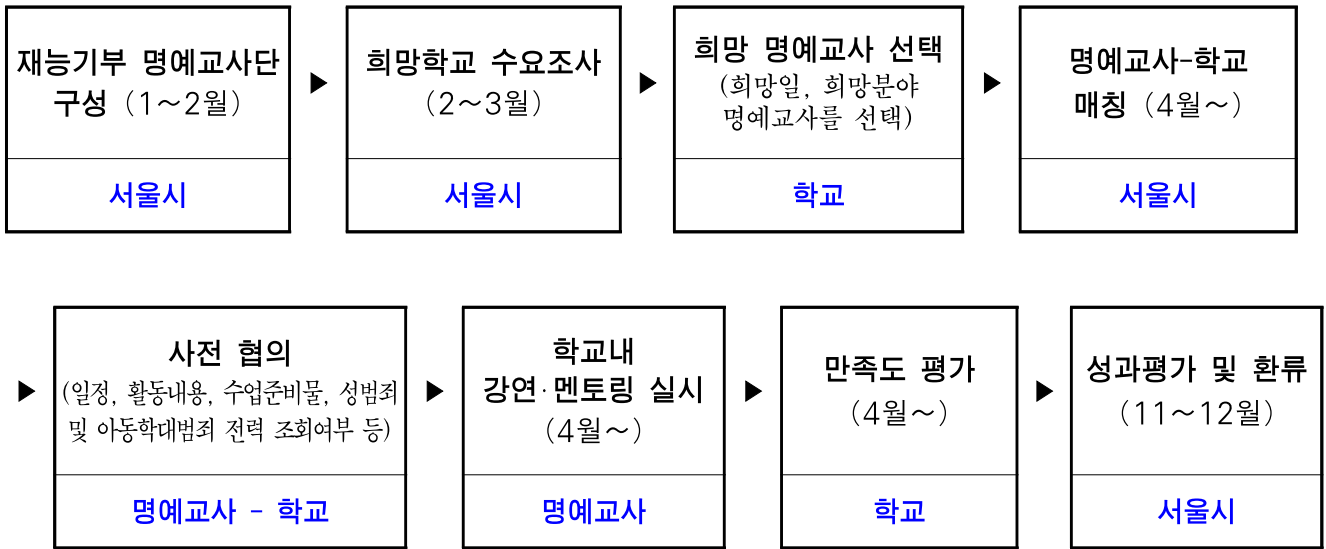 재능기부 명예교사단
구성 (1～2월)
서울시
▶
희망학교 수요조사
(2～3월)
서울시
▶
희망 명예교사 선택
(희망일, 희망분야
명예교사를 선택)
학교
▶
명예교사-학교
매칭 (4월～)
서울시
▶
사전 협의
(일정, 활동내용, 수업준비물, 성범죄
및 아동학대범죄 전력 조회여부 등)
명예교사 - 학교
▶
학교내
강연·멘토링 실시
(4월～)
명예교사
▶
만족도 평가
(4월～)
학교
▶
성과평가 및 환류
(11～12월)
서울시